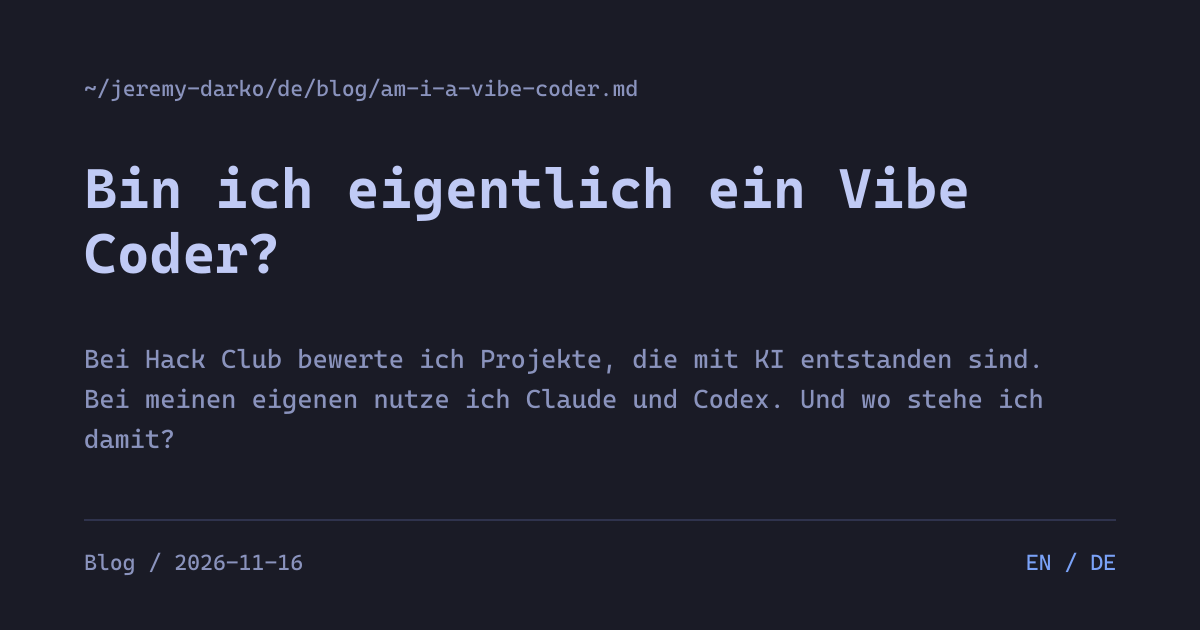 ~/jeremy-darko/de/blog/am-i-a-vibe-coder.md
Bin ich eigentlich ein Vibe
Coder?
Bei Hack Club bewerte ich Projekte, die mit KI entstanden sind.
Bei meinen eigenen nutze ich Claude und Codex. Und wo stehe ich
damit?
Blog / 2026-11-16
EN / DE